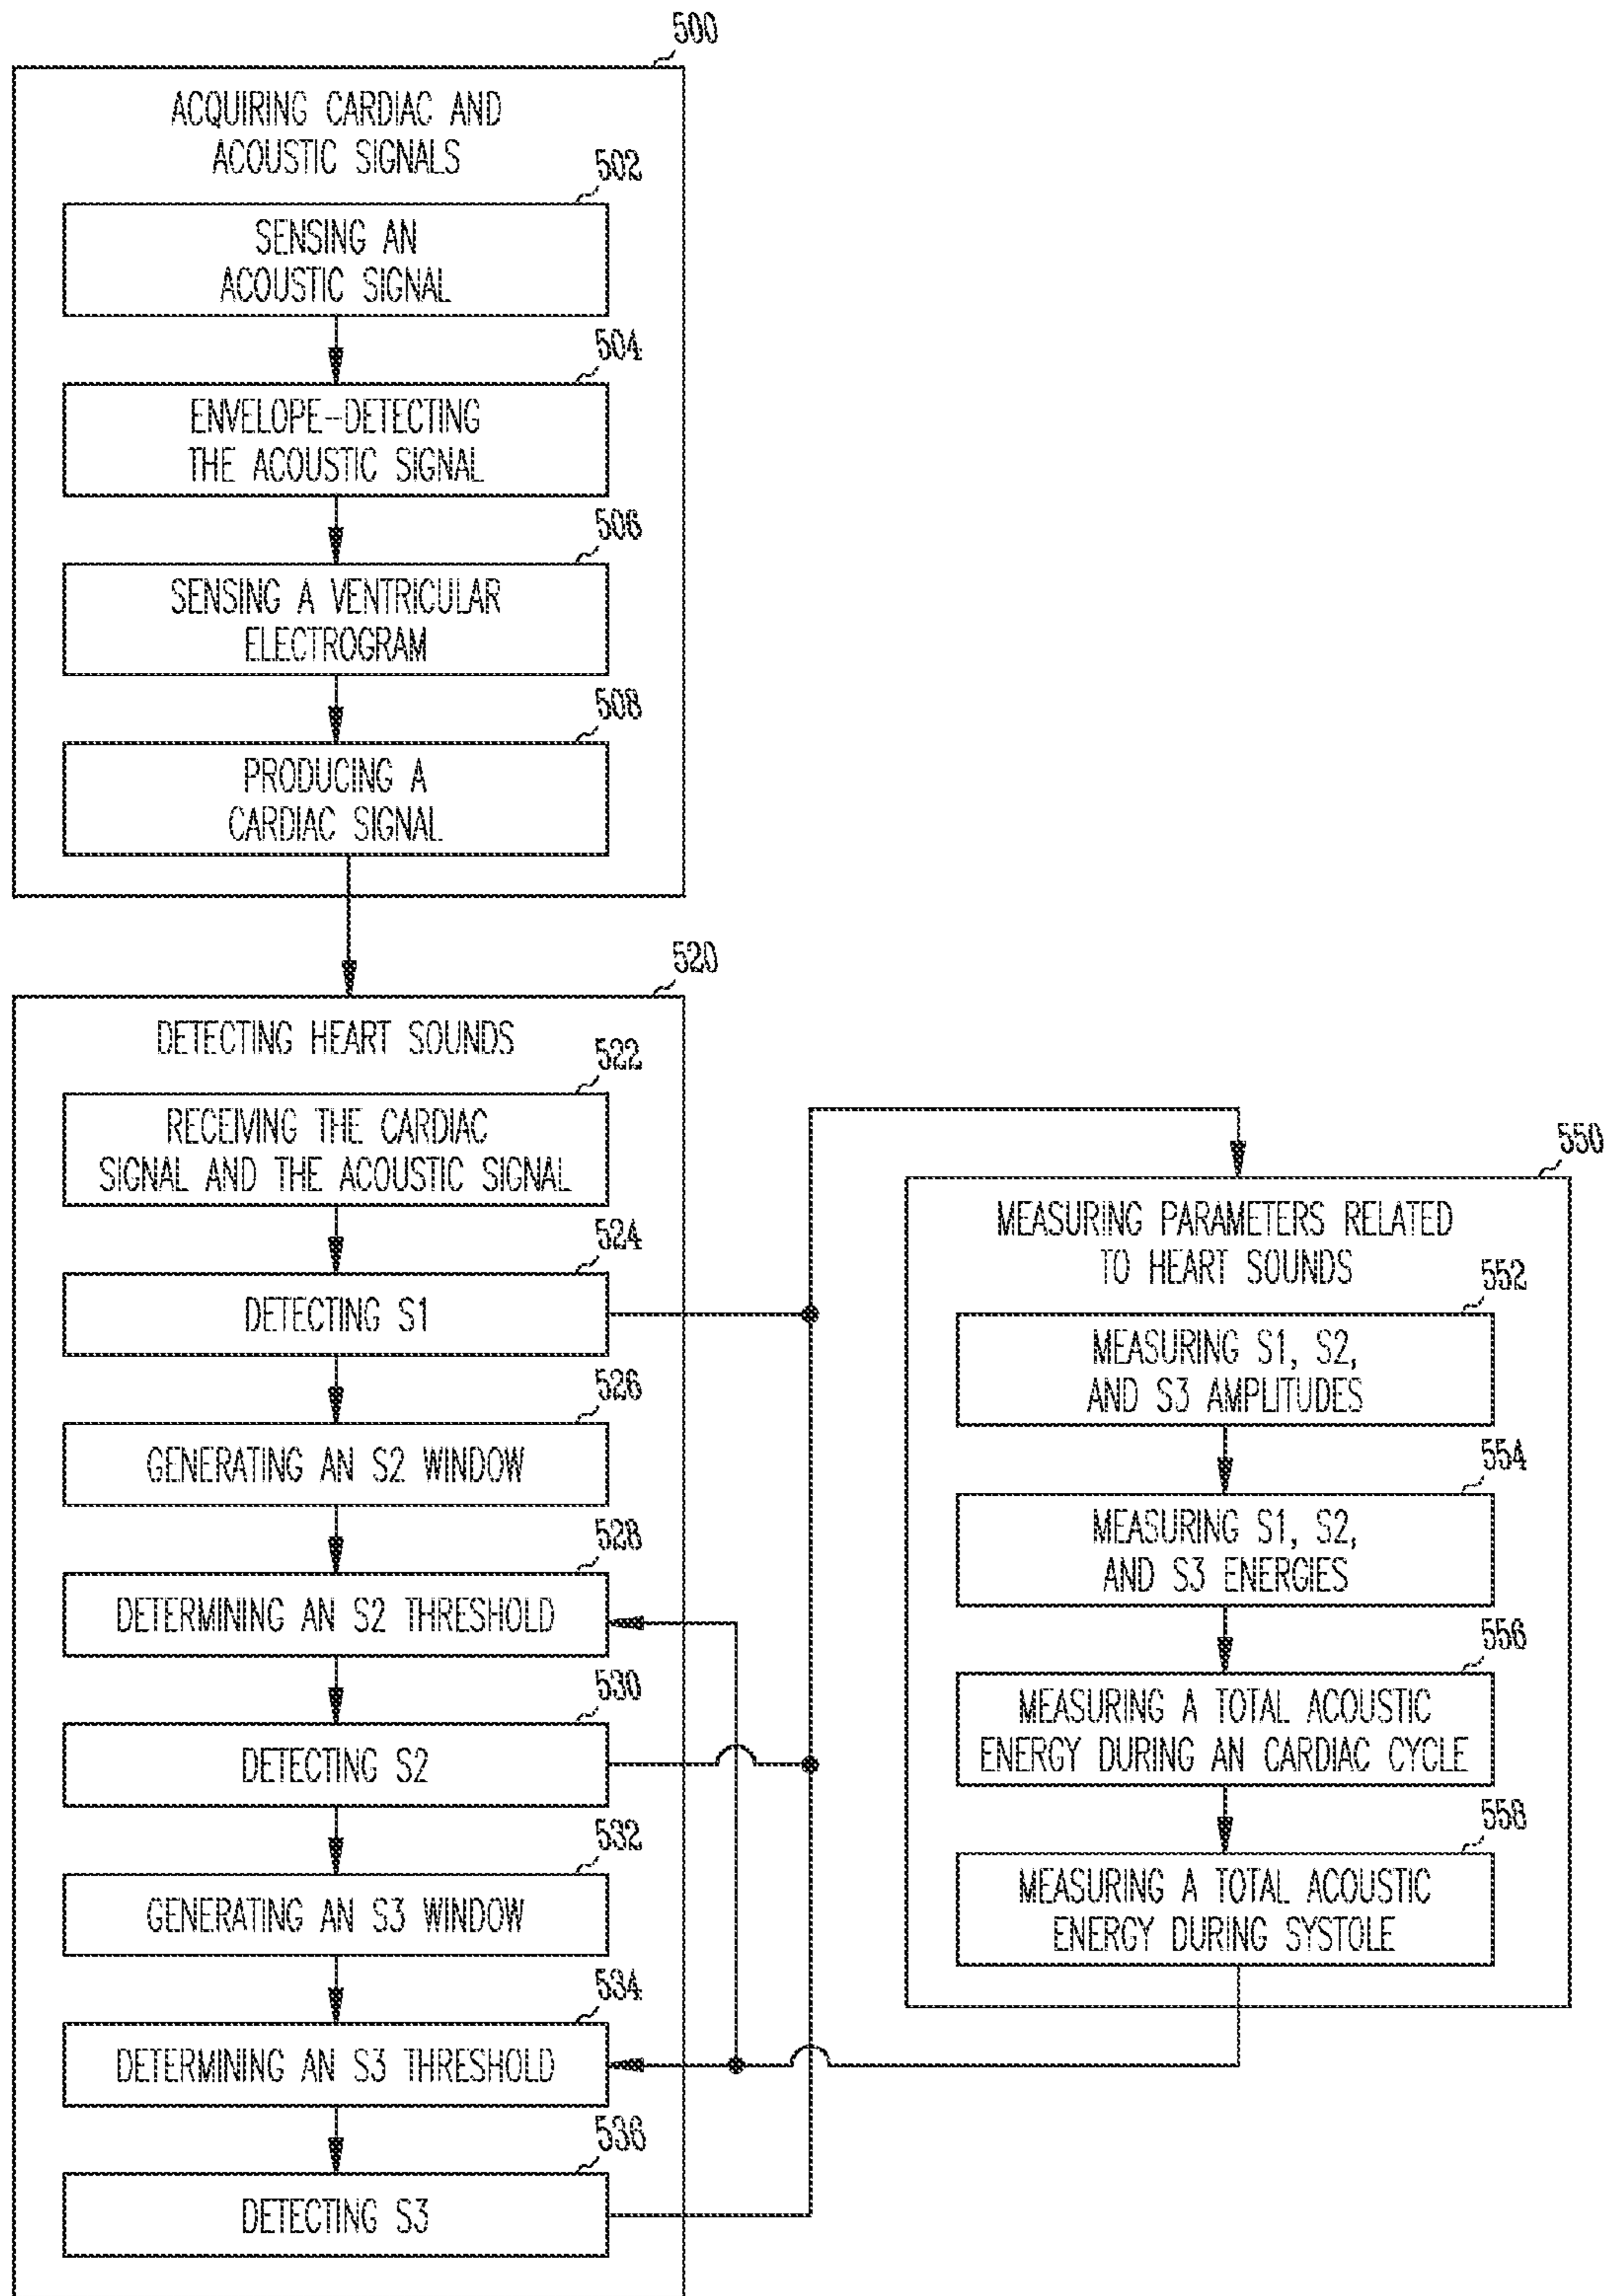 500
ACQUIRING CARDIAC AND
ACOUSTIC SIGNALS
502
SENSING AN
ACOUSTIC SIGNAL
504
ENVELOPE-DETECTING
THE ACOUSTIC SIGNAL
506
SENSING A VENTRICULAR
ELECTROGRAM
508
PRODUCING A
CARDIAC SIGNAL
520
DETECTING HEART SOUNDS
522
RECEIVING THE CARDIAC
SIGNAL AND THE ACOUSTIC SIGNAL
524
DETECTING S1
526
GENERATING AN S2 WINDOW
528
DETERMINING AN S2 THRESHOLD
530
DETECTING S2
532
GENERATING AN S3 WINDOW
534
DETERMINING AN S3 THRESHOLD
536
DETECTING S3
550
MEASURING PARAMETERS RELATED
TO HEART SOUNDS
552
MEASURING S1, S2,
AND S3 AMPLITUDES
554
MEASURING S1, S2,
AND S3 ENERGIES
556
MEASURING A TOTAL ACOUSTIC
ENERGY DURING AN CARDIAC CYCLE
558
MEASURING A TOTAL ACOUSTIC
ENERGY DURING SYSTOLE